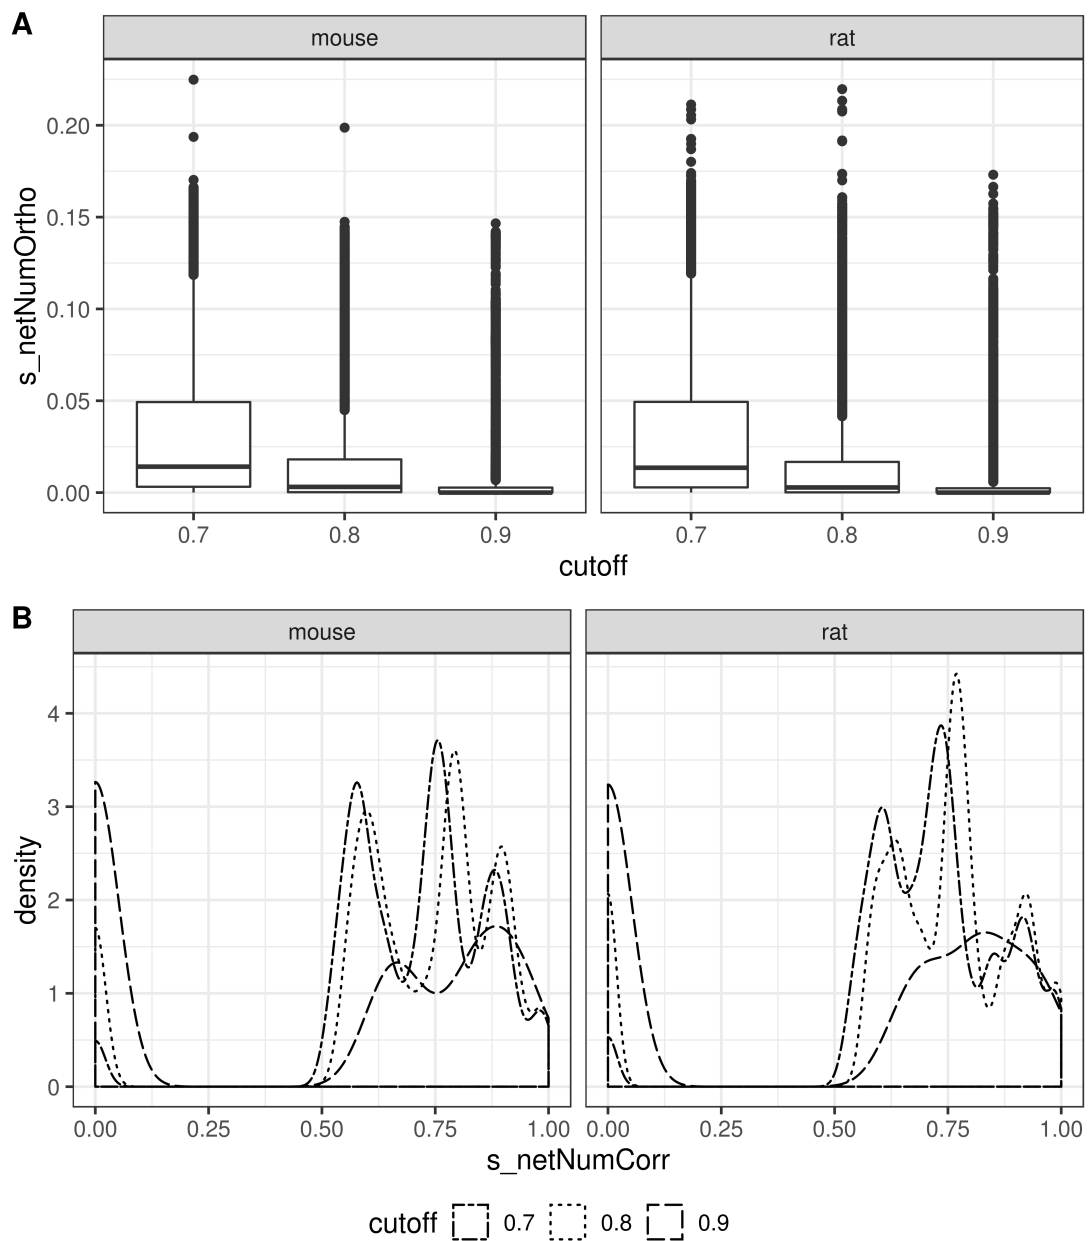 A
mouse rat
0.20
0.15
0.10
0.05
0.00
s_netNumOrtho
0.7 0.8 0.9 0.7 0.8 0.9
cutoff
B
mouse rat
4
3
2
1
0
density
0.00 0.25 0.50 0.75 1.00 0.00 0.25 0.50 0.75 1.00
s_netNumCorr
cutoff 0.7 0.8 0.9